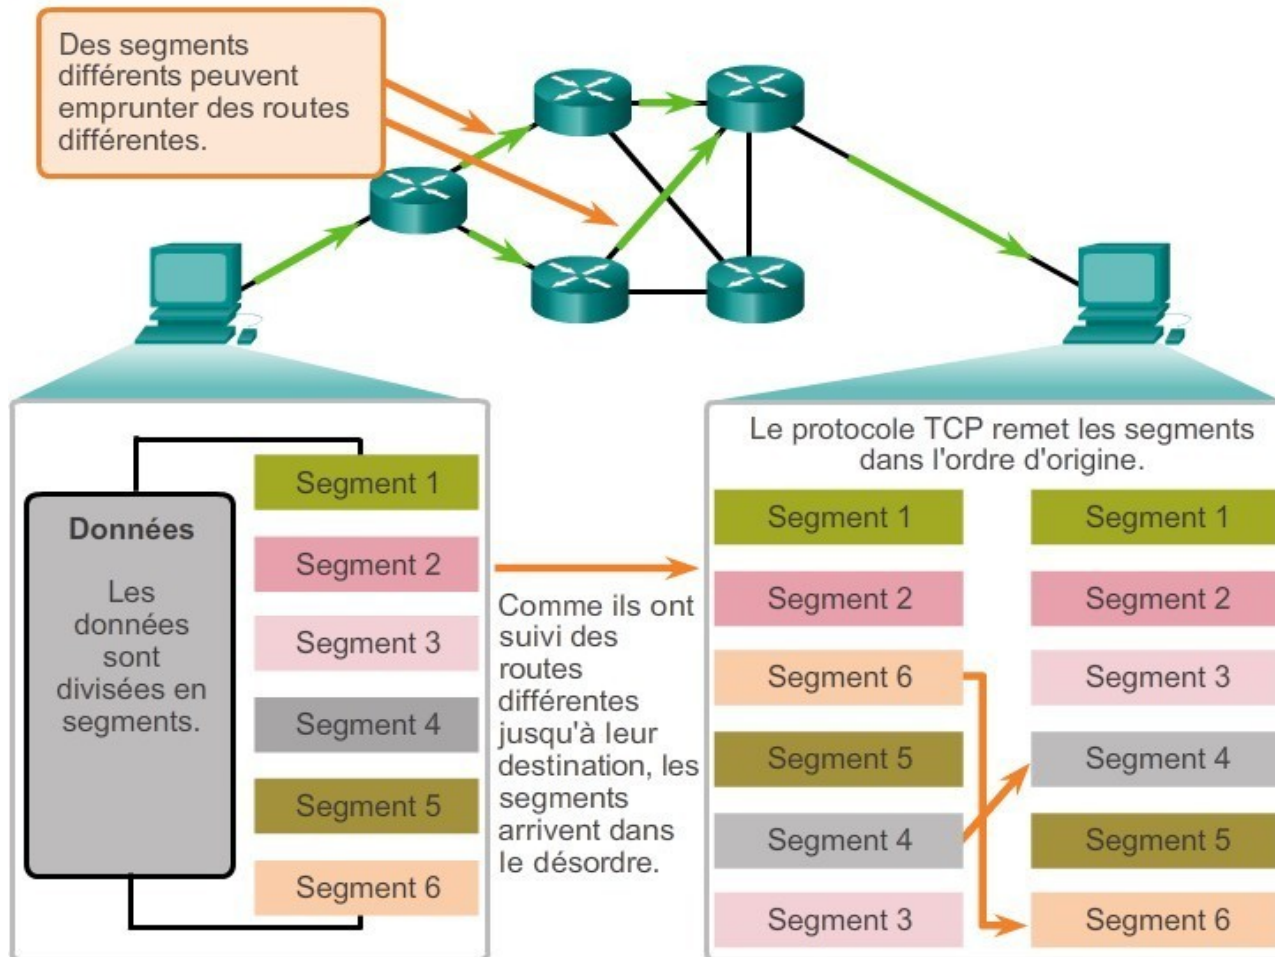 Des segments
différents peuvent
emprunter des routes
différentes.
Données
Les
données
sont
divisées en
segments.
Segment 1
Segment 2
Segment 3
Segment 4
Segment 5
Segment 6
Comme ils ont
suivi des
routes
différentes
jusqu'à leur
destination, les
segments
arrivent dans
le désordre.
Le protocole TCP remet les segments
dans l'ordre d'origine.
Segment 1
Segment 2
Segment 6
Segment 5
Segment 4
Segment 3
Segment 1
Segment 2
Segment 3
Segment 4
Segment 5
Segment 6